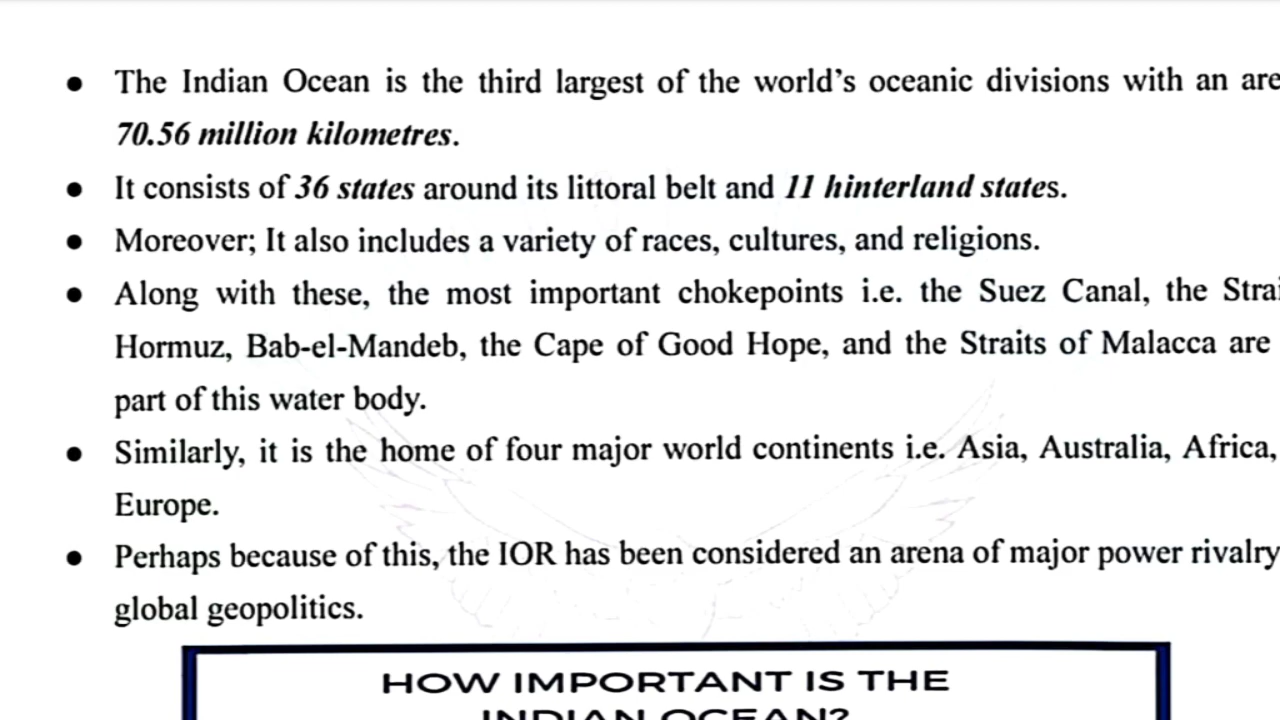 ● The Indian Ocean is the third largest of the world's oceanic divisions with an are
70.56 million kilometres.
● It consists of 36 states around its littoral belt and 11 hinterland states.
● Moreover; It also includes a variety of races, cultures, and religions.
● Along with these, the most important chokepoints i.e. the Suez Canal, the Strai
Hormuz, Bab-el-Mandeb, the Cape of Good Hope, and the Straits of Malacca are
part of this water body.
● Similarly, it is the home of four major world continents i.e. Asia, Australia, Africa,
Europe.
● Perhaps because of this, the IOR has been considered an arena of major power rivalry
global geopolitics.
HOW IMPORTANT IS THE
INDIAN OCEAN?